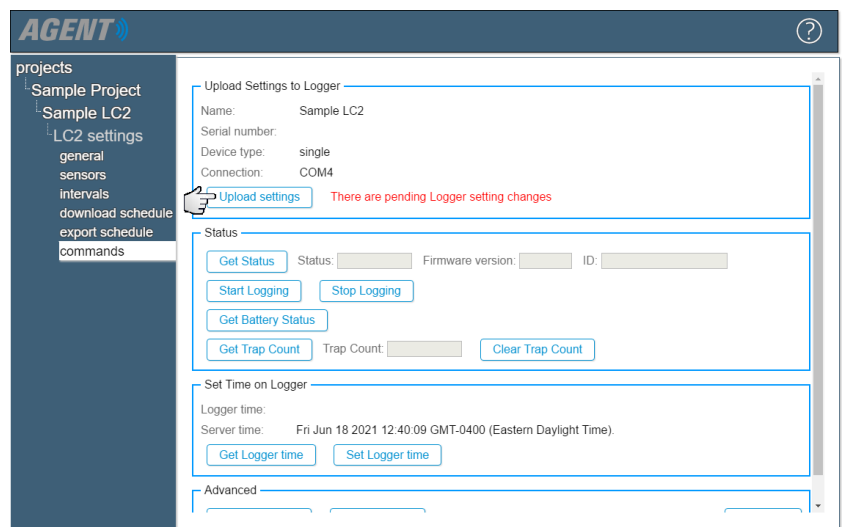 AGENT
?
projects
Sample Project
Sample LC2
LC2 settings
general
sensors
intervals
download schedule
export schedule
commands
Upload Settings to Logger
Name: Sample LC2
Serial number:
Device type: single
Connection: COM4
Upload settings There are pending Logger setting changes
Status
Get Status Status: Firmware version: ID:
Start Logging Stop Logging
Get Battery Status
Get Trap Count Trap Count: Clear Trap Count
Set Time on Logger
Logger time:
Server time: Fri Jun 18 2021 12:40:09 GMT-0400 (Eastern Daylight Time).
Get Logger time Set Logger time
Advanced